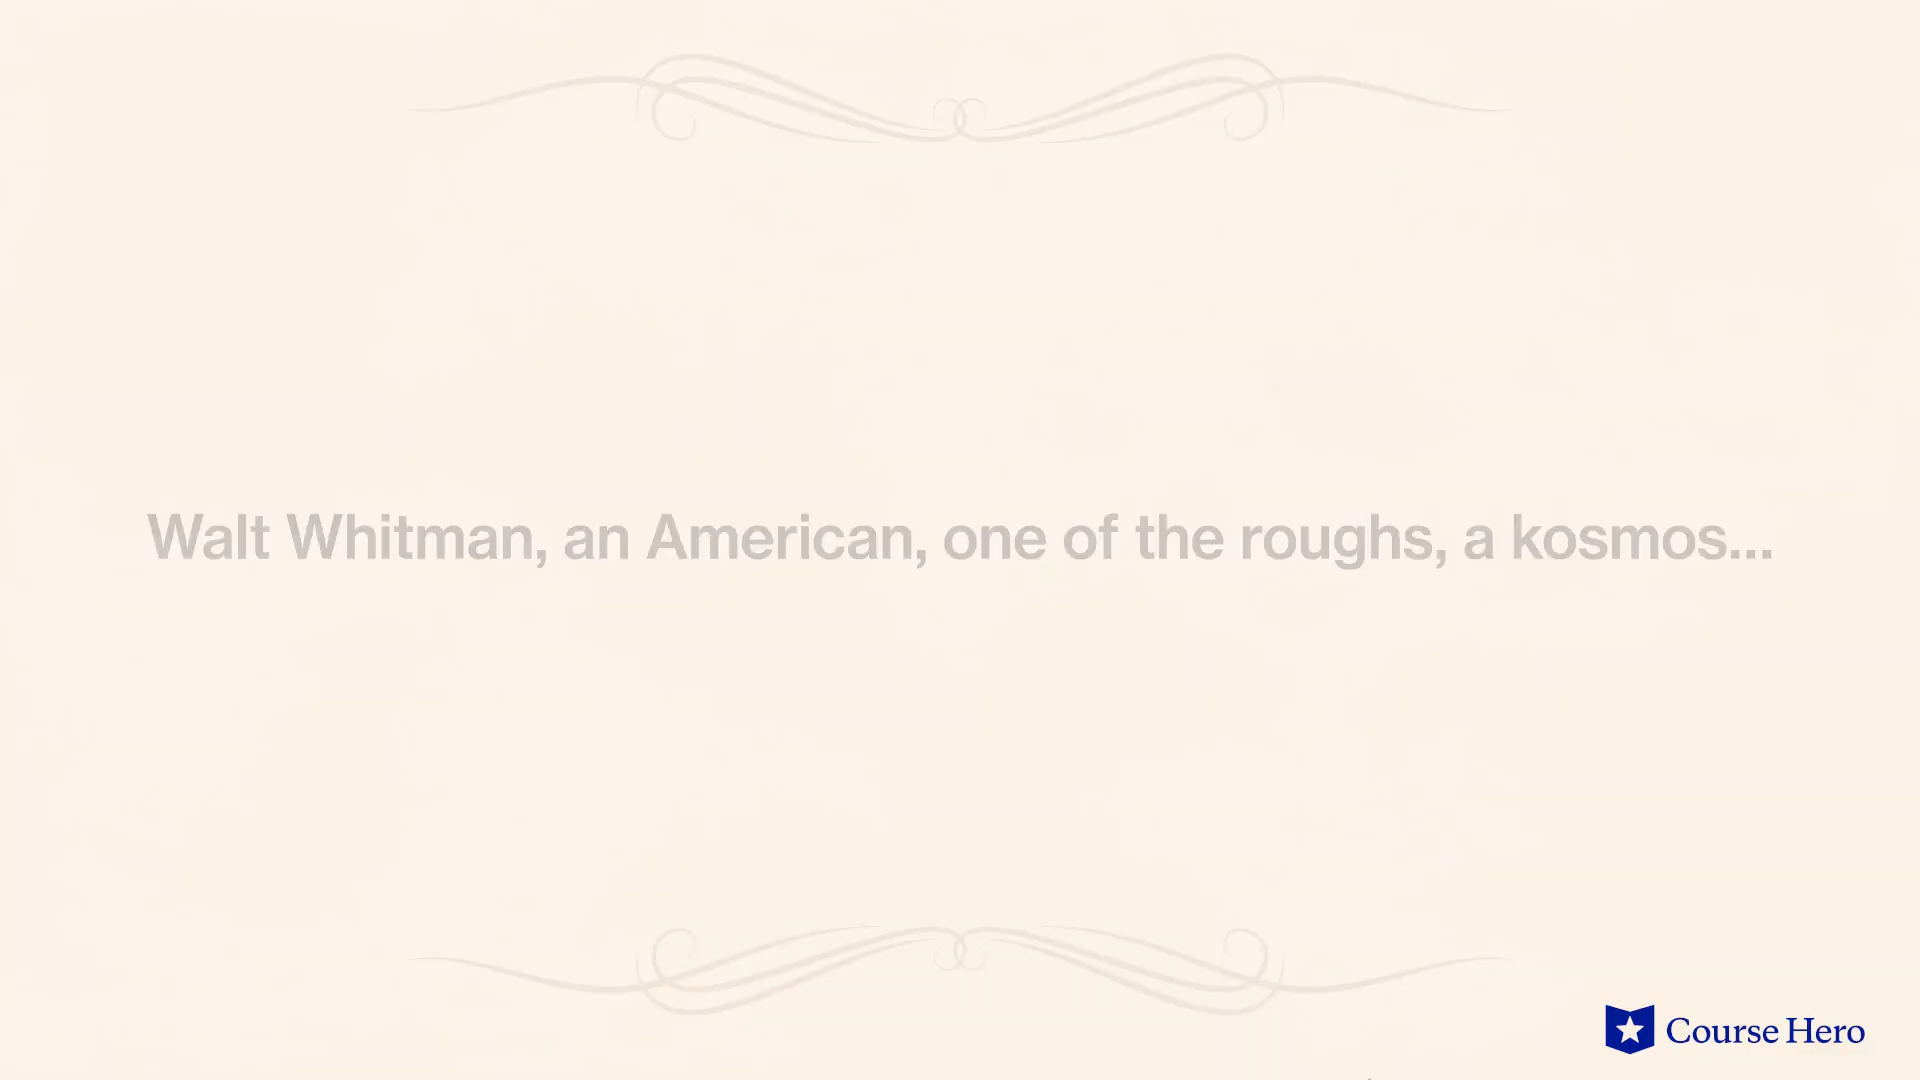 Walt Whitman, an American, one of the roughs, a kosmos...
Course Hero